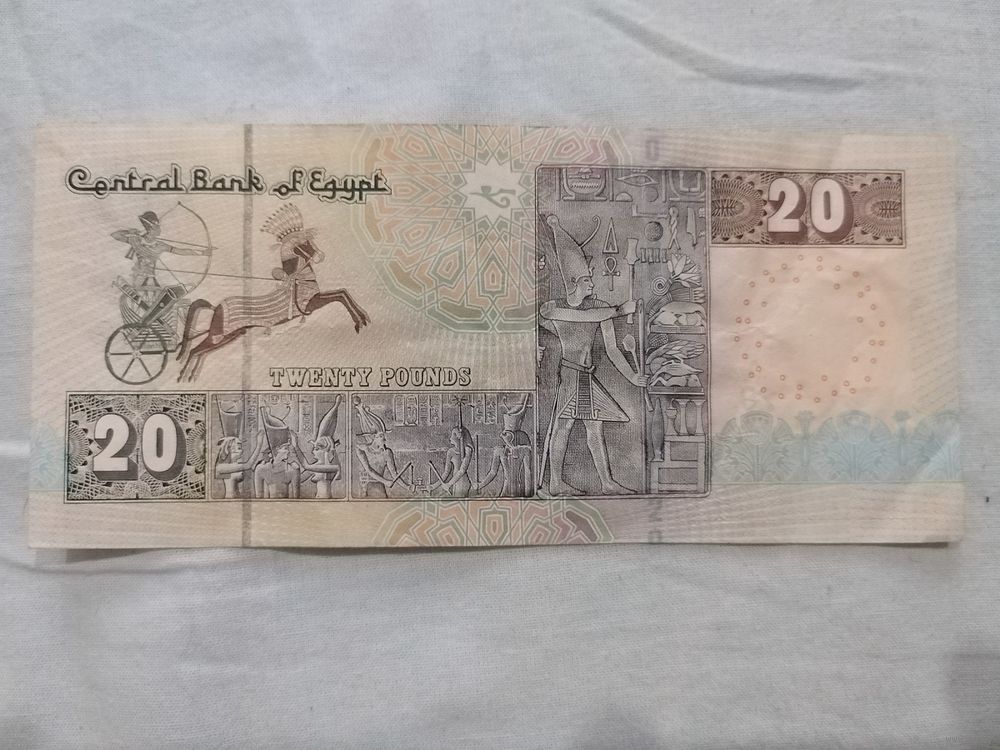 Central Bank of Egypt
20
TWENTY POUNDS
20